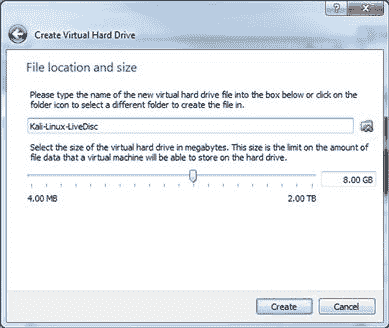 Create Virtual Hard Drive
File location and size
Please type the name of the new virtual hard drive file into the box below or click on the
folder icon to select a different folder to create the file in.
Kali-Linux-LiveDisc
Select the size of the virtual hard drive in megabytes. This size is the limit on the amount of
file data that a virtual machine will be able to store on the hard drive.
8.00 GB
4.00 MB 2.00 TB
Create Cancel